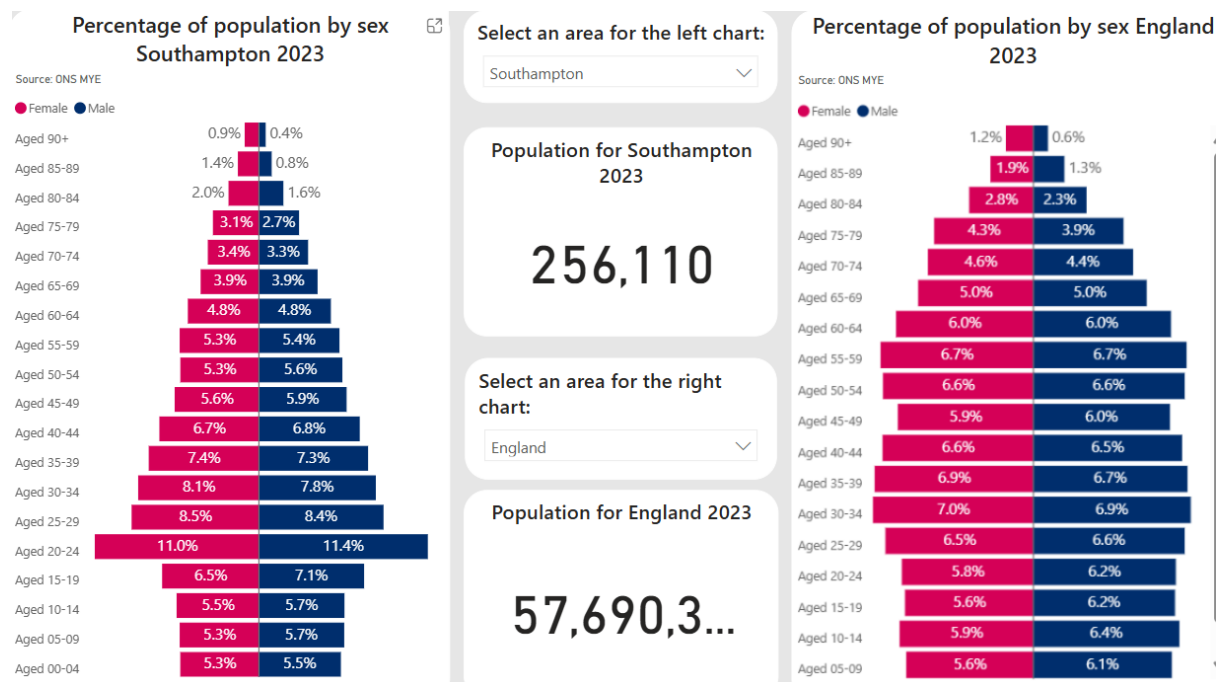 Percentage of population by sex
Southampton 2023
Source: ONS MYE
Female Male
Aged 90+ 0.9% 0.4%
Aged 85-89 1.4% 0.8%
Aged 80-84 2.0% 1.6%
Aged 75-79 3.1% 2.7%
Aged 70-74 3.4% 3.3%
Aged 65-69 3.9% 3.9%
Aged 60-64 4.8% 4.8%
Aged 55-59 5.3% 5.4%
Aged 50-54 5.3% 5.6%
Aged 45-49 5.6% 5.9%
Aged 40-44 6.7% 6.8%
Aged 35-39 7.4% 7.3%
Aged 30-34 8.1% 7.8%
Aged 25-29 8.5% 8.4%
Aged 20-24 11.0% 11.4%
Aged 15-19 6.5% 7.1%
Aged 10-14 5.5% 5.7%
Aged 05-09 5.3% 5.7%
Aged 00-04 5.3% 5.5%
Select an area for the left chart:
Southampton
Population for Southampton
2023
256,110
Select an area for the right
chart:
England
Population for England 2023
57,690,3...
Percentage of population by sex England
2023
Source: ONS MYE
Female Male
Aged 90+ 1.2% 0.6%
Aged 85-89 1.9% 1.3%
Aged 80-84 2.8% 2.3%
Aged 75-79 4.3% 3.9%
Aged 70-74 4.6% 4.4%
Aged 65-69 5.0% 5.0%
Aged 60-64 6.0% 6.0%
Aged 55-59 6.7% 6.7%
Aged 50-54 6.6% 6.6%
Aged 45-49 5.9% 6.0%
Aged 40-44 6.6% 6.5%
Aged 35-39 6.9% 6.7%
Aged 30-34 7.0% 6.9%
Aged 25-29 6.5% 6.6%
Aged 20-24 5.8% 6.2%
Aged 15-19 5.6% 6.2%
Aged 10-14 5.9% 6.4%
Aged 05-09 5.6% 6.1%